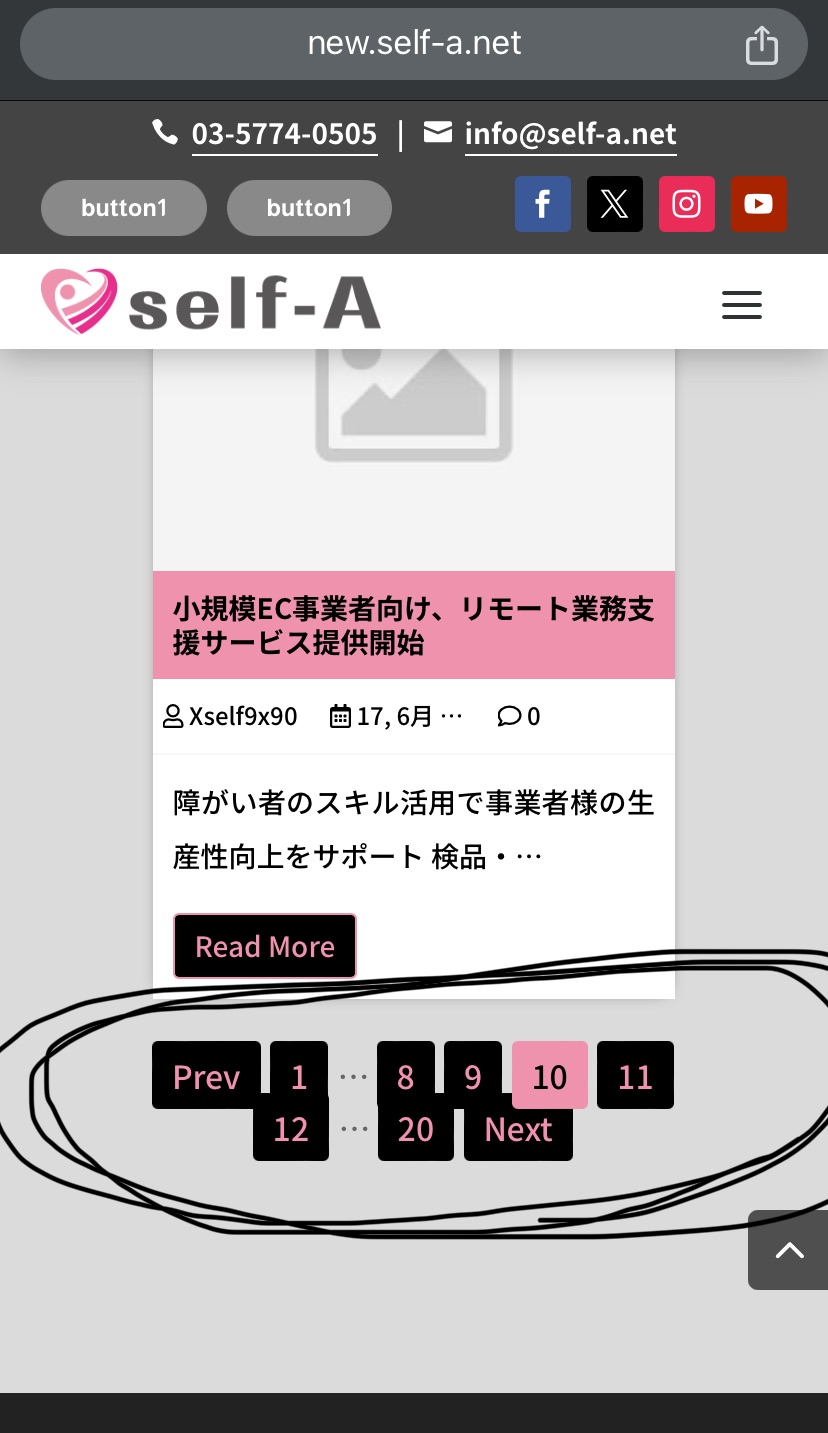 new.self-a.net
03-5774-0505 | info@self-a.net
button1 button1
self-A
小規模EC事業者向け、リモート業務支
援サービス提供開始
Xself9x90 17, 6月 … 0
障がい者のスキル活用で事業者様の生
産性向上をサポート 検品・…
Read More
Prev 1 … 8 9 10 11
12 … 20 Next